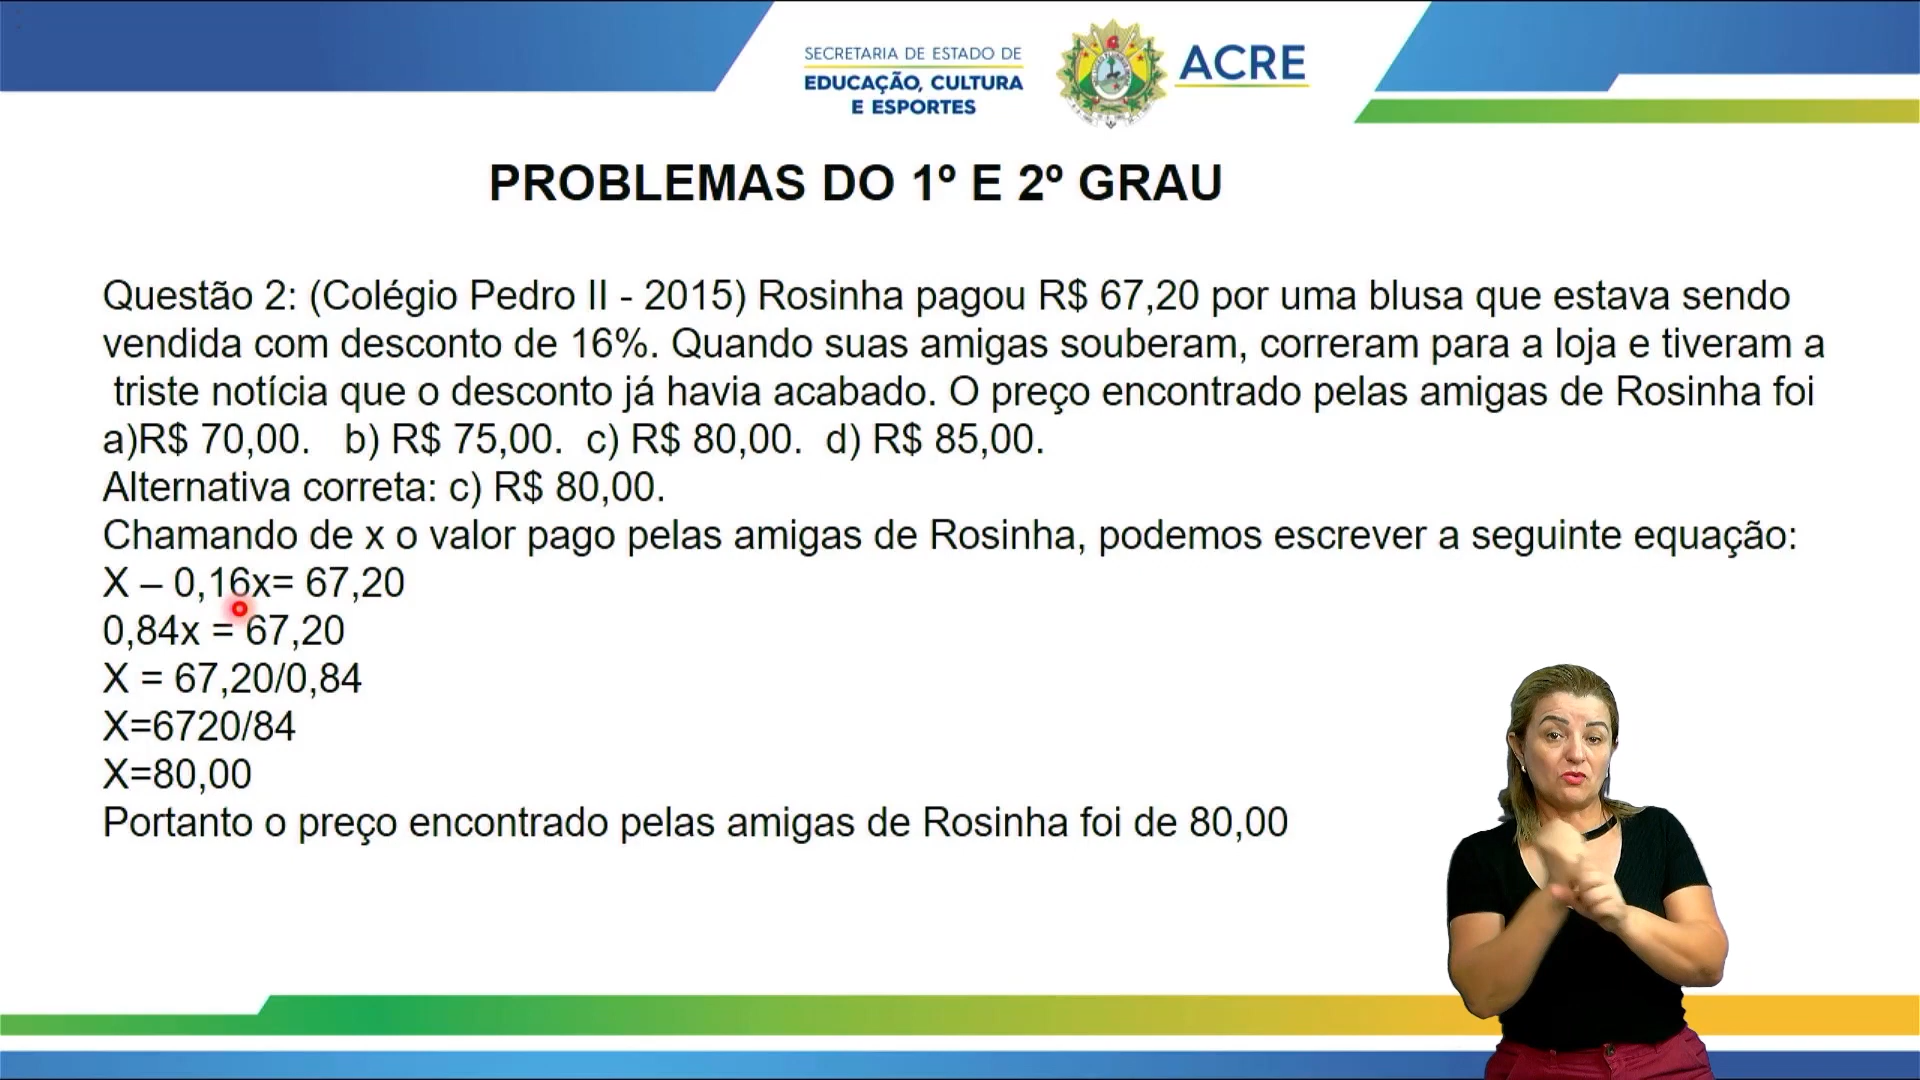 SECRETARIA DE ESTADO DE
EDUCAÇÃO, CULTURA
E ESPORTES
ACRE
PROBLEMAS DO 1º E 2º GRAU
Questão 2: (Colégio Pedro II - 2015) Rosinha pagou R$ 67,20 por uma blusa que estava sendo
vendida com desconto de 16%. Quando suas amigas souberam, correram para a loja e tiveram a
triste notícia que o desconto já havia acabado. O preço encontrado pelas amigas de Rosinha foi
a)R$ 70,00. b) R$ 75,00. c) R$ 80,00. d) R$ 85,00.
Alternativa correta: c) R$ 80,00.
Chamando de x o valor pago pelas amigas de Rosinha, podemos escrever a seguinte equação:
X – 0,16x= 67,20
0,84x = 67,20
X = 67,20/0,84
X=6720/84
X=80,00
Portanto o preço encontrado pelas amigas de Rosinha foi de 80,00